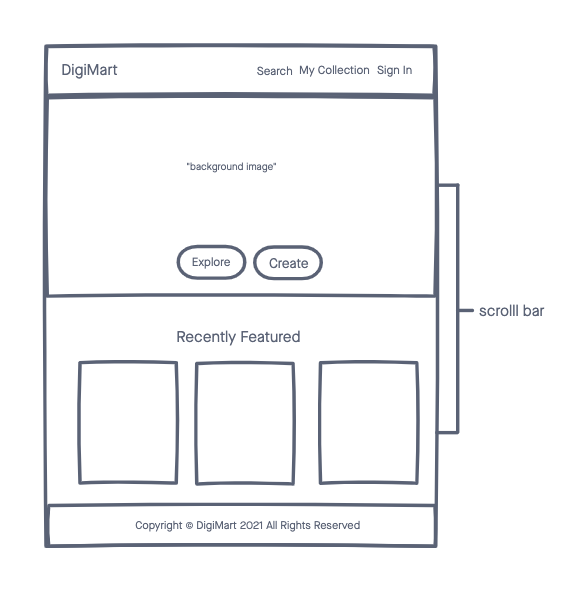 DigiMart
Search My Collection Sign In
"background image"
Explore
Create
scrolll bar
Recently Featured
Copyright © DigiMart 2021 All Rights Reserved